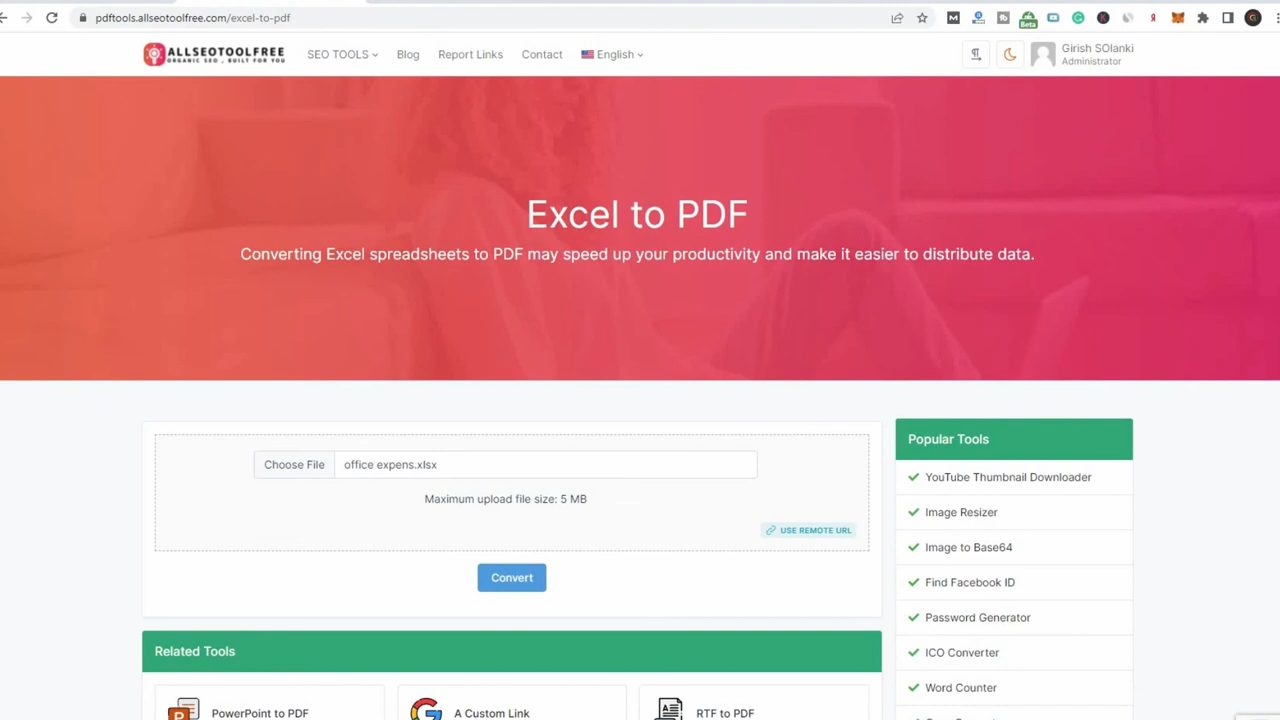 pdftools.allseotoolfree.com/excel-to-pdf
Beta
ALLSEOTOOLFREE
ORGANIC SEO , BUILT FOR YOU
SEO TOOLS
Blog
Report Links
Contact
English
Girish SOlanki
Administrator
Excel to PDF
Converting Excel spreadsheets to PDF may speed up your productivity and make it easier to distribute data.
Choose File
office expens.xlsx
Maximum upload file size: 5 MB
USE REMOTE URL
Convert
Related Tools
PowerPoint to PDF
A Custom Link
RTF to PDF
Popular Tools
YouTube Thumbnail Downloader
Image Resizer
Image to Base64
Find Facebook ID
Password Generator
ICO Converter
Word Counter